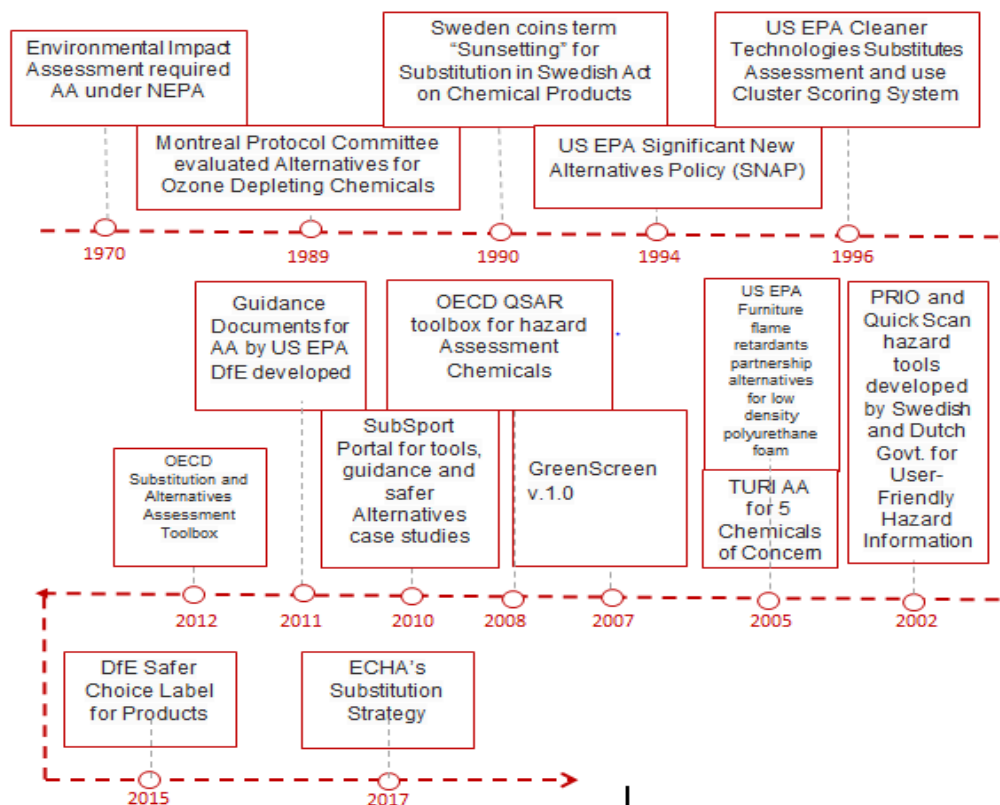 Environmental Impact
Assessment required
AA under NEPA
Montreal Protocol Committee
evaluated Alternatives for
Ozone Depleting Chemicals
Sweden coins term
“Sunsetting” for
Substitution in Swedish Act
on Chemical Products
US EPA Significant New
Alternatives Policy (SNAP)
US EPA Cleaner
Technologies Substitutes
Assessment and use
Cluster Scoring System
1970
1989
1990
1994
1996
PRIO and
Quick Scan
hazard
tools
developed
by Swedish
and Dutch
Govt. for
User-
Friendly
Hazard
Information
US EPA
Furniture
flame
retardants
partnership
alternatives
for low
density
polyurethane
foam
TURI AA
for 5
Chemicals
of Concern
GreenScreen
v.1.0
OECD QSAR
toolbox for hazard
Assessment
Chemicals
SubSport
Portal for tools,
guidance and
safer
Alternatives
case studies
Guidance
Documents for
AA by US EPA
DfE developed
OECD
Substitution and
Alternatives
Assessment
Toolbox
2012
2011
2010
2008
2007
2005
2002
DfE Safer
Choice Label
for Products
ECHA’s
Substitution
Strategy
2015
2017